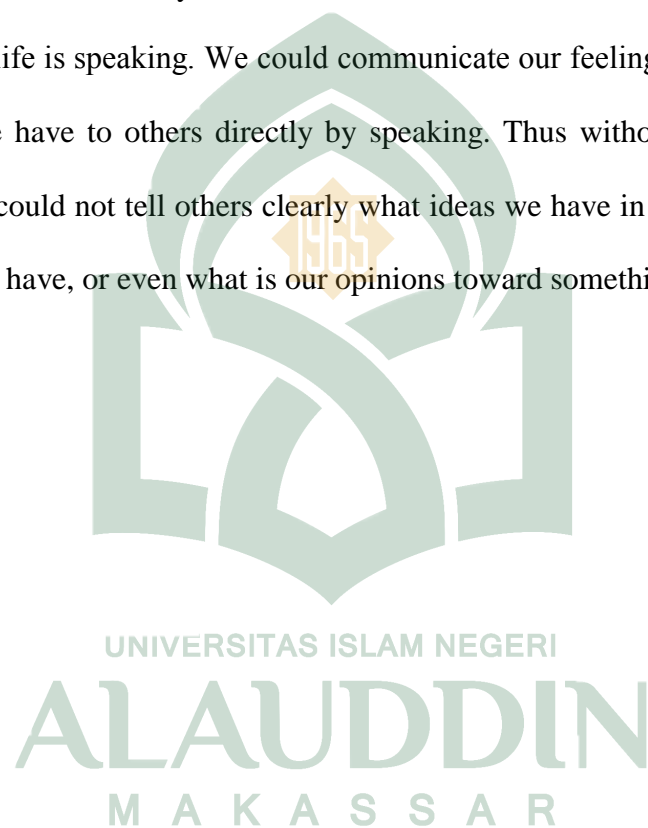 life is speaking. We could communicate our feeling
have to others directly by speaking. Thus witho
could not tell others clearly what ideas we have in
have, or even what is our opinions toward somethi
1965
UNIVERSITAS ISLAM NEGERI
ALAUDDIN
MAKASSAR